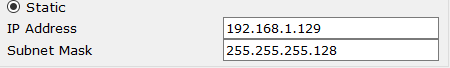 Static
IP Address 192.168.1.129
Subnet Mask 255.255.255.128